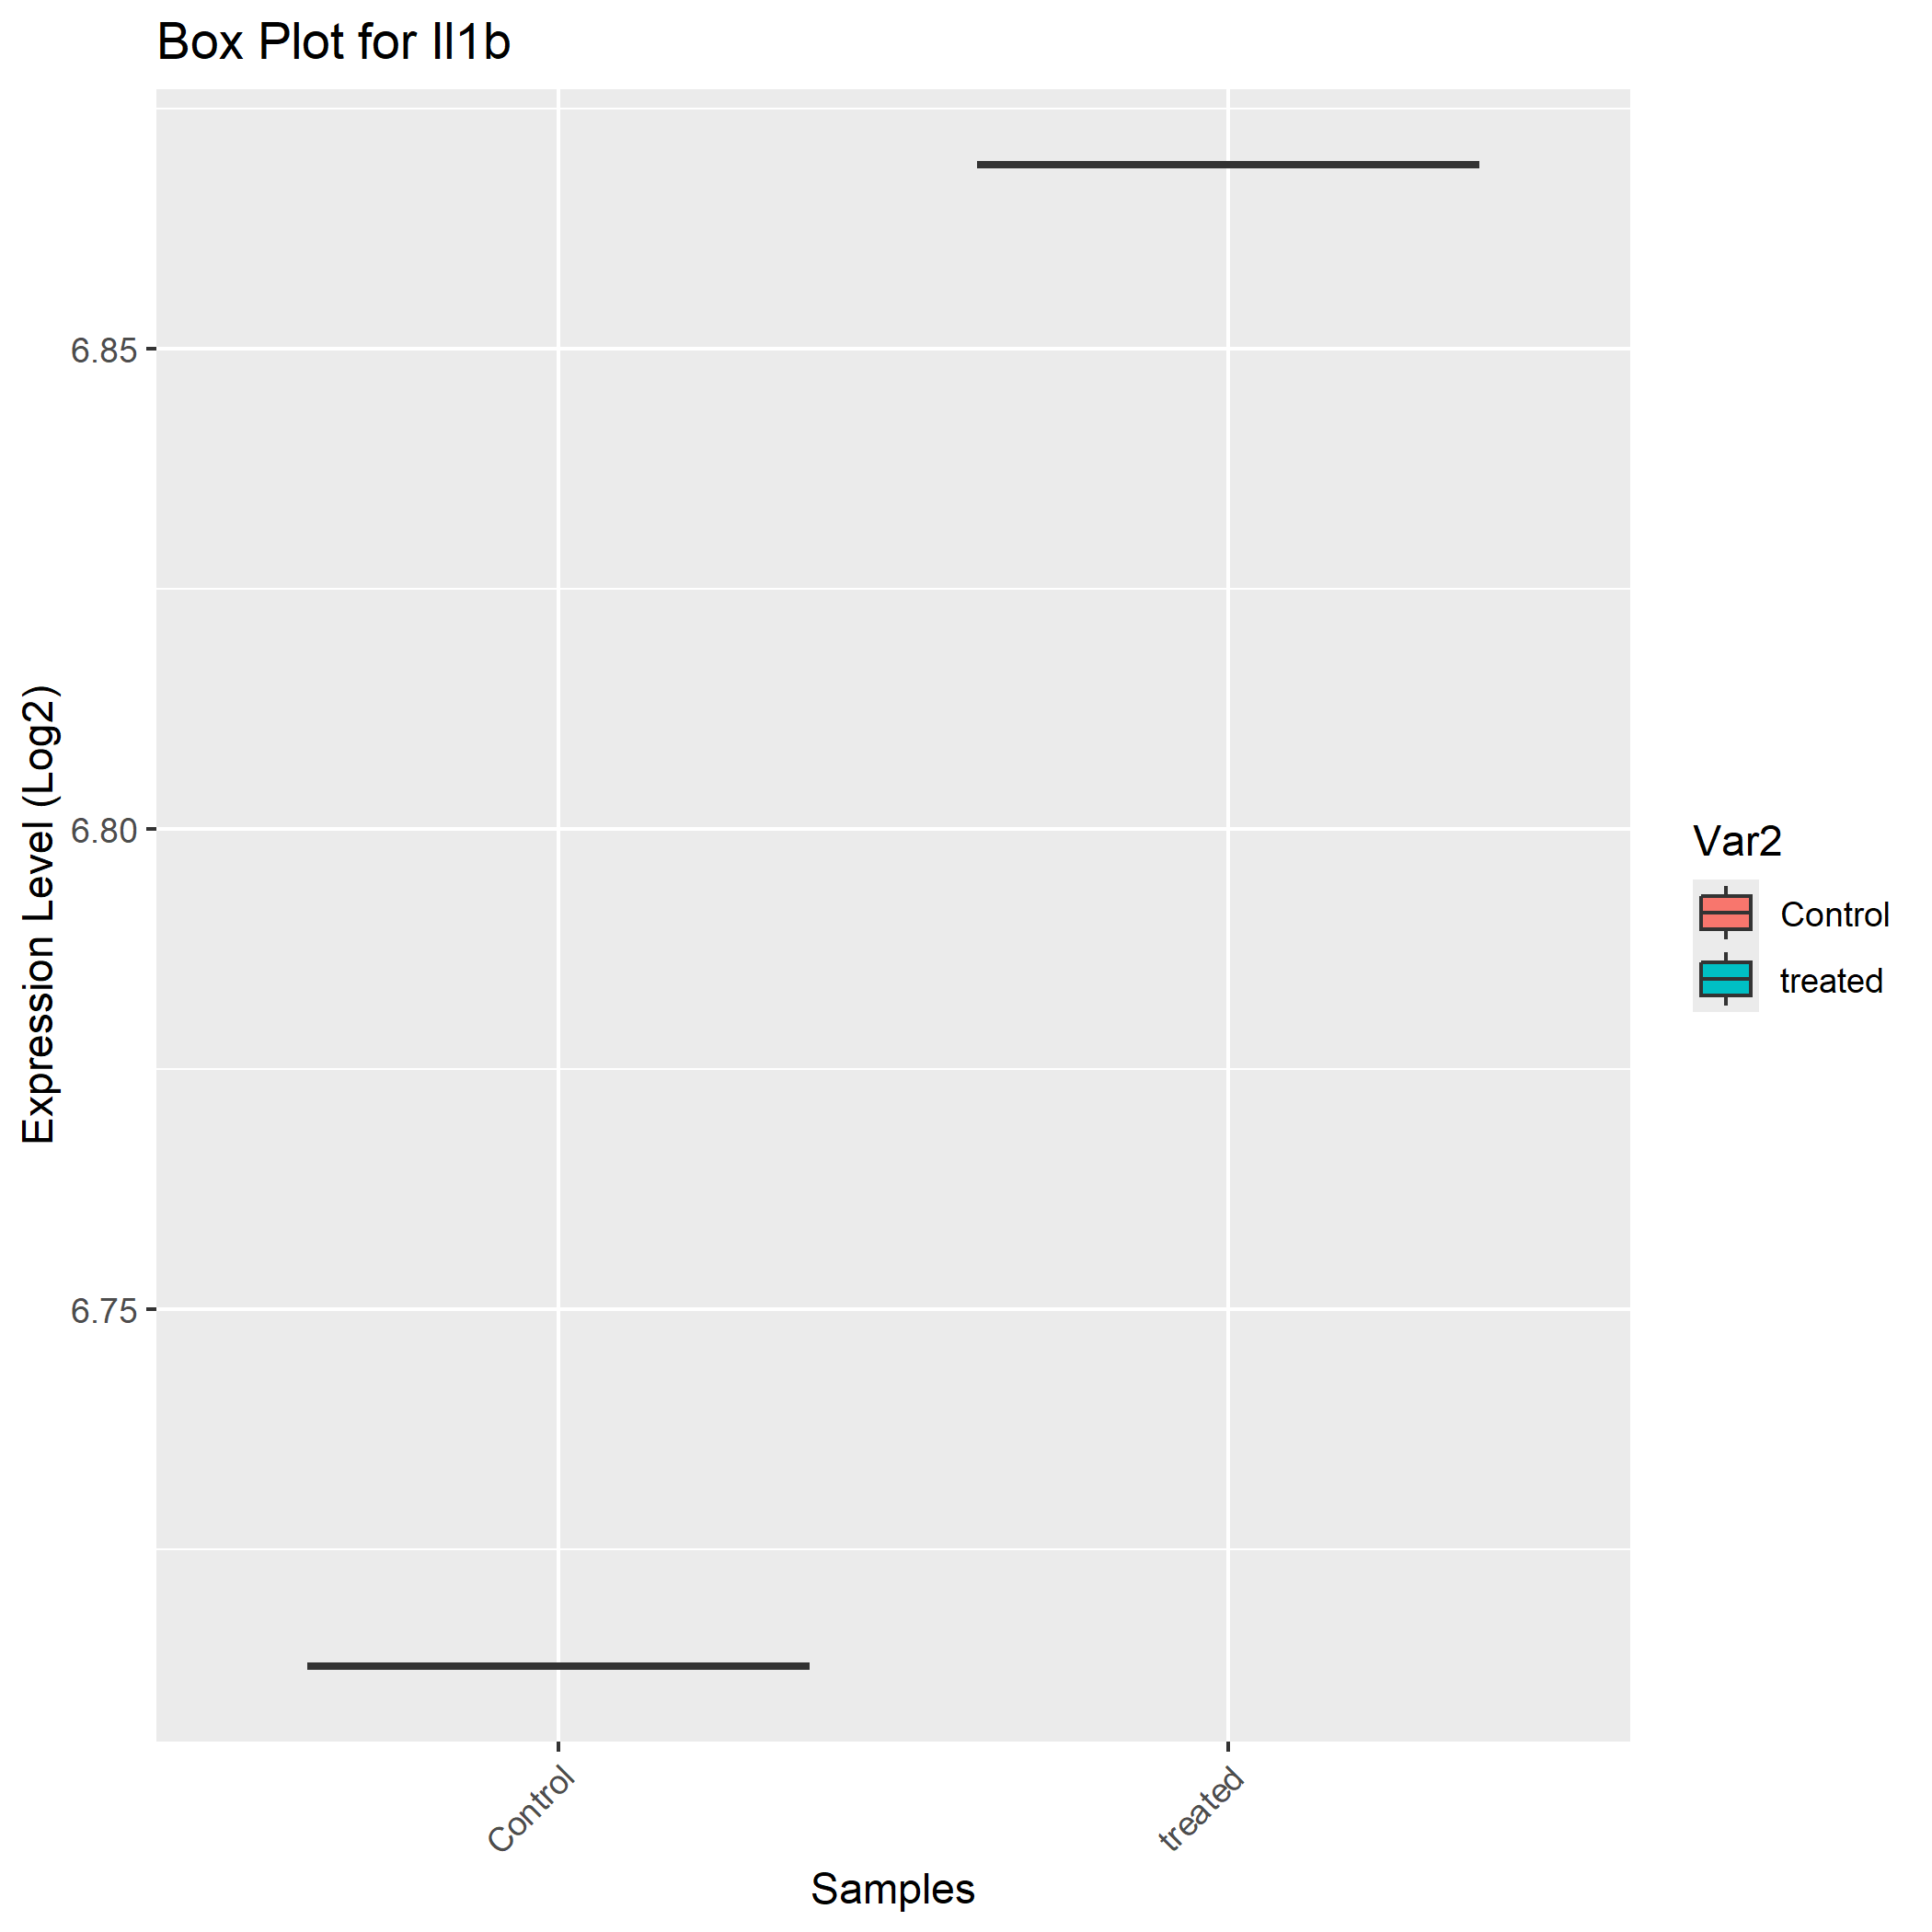 Box Plot for Il1b
Expression Level (Log2)
6.85
6.80
6.75
Control
treated
Samples
Var2
Control
treated